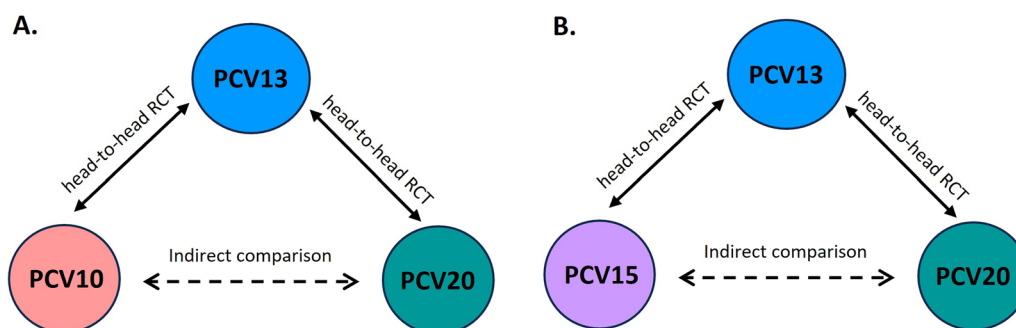 A.
PCV13
head-to-head RCT
head-to-head RCT
PCV10
Indirect comparison
PCV20
B.
PCV13
head-to-head RCT
head-to-head RCT
PCV15
Indirect comparison
PCV20